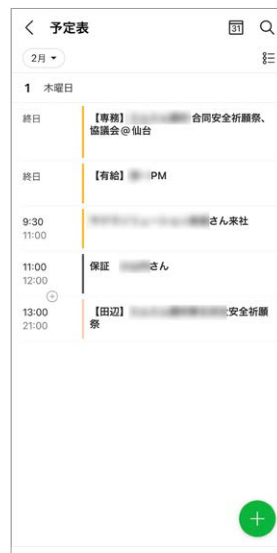 予定表
31
2月
1 木曜日
終日
【専務】 合同安全祈願祭、
協議会@仙台
終日
【有給】 PM
9:30
さん来社
11:00
11:00
保証 さん
12:00
13:00
【田辺】 安全祈願
21:00
祭